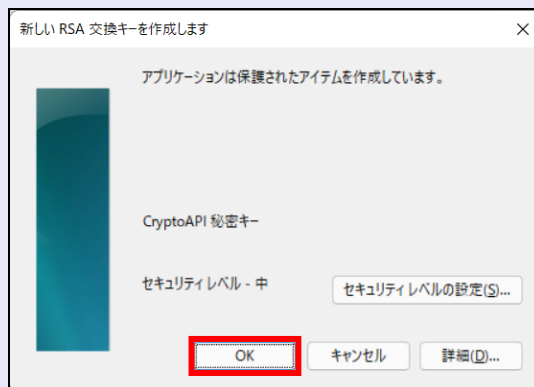 新しい RSA 交換キーを作成します
アプリケーションは保護されたアイテムを作成しています。
CryptoAPI 秘密キー
セキュリティ レベル - 中
セキュリティ レベルの設定(S)...
OK
キャンセル
詳細(D)...